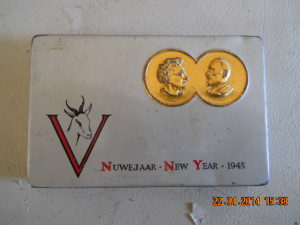 V
NUWEJAAR · NEW YEAR · 1945
22-04-2014 15:38